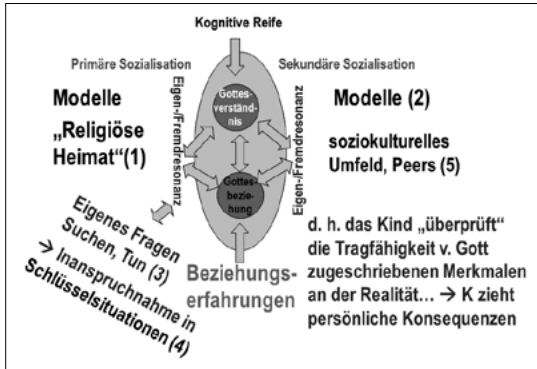 Kognitive Reife
Primäre Sozialisation
Sekundäre Sozialisation
Modelle
„Religiöse
Heimat“(1)
Eigen-/Fremdresonanz
Gottes-
verständ-
nis
Gottes-
bezie-
hung
Eigen-/Fremdresonanz
Modelle (2)
soziokulturelles
Umfeld, Peers (5)
Eigenes Fragen
Suchen, Tun (3)
→ Inanspruchnahme in
Schlüsselsituationen (4)
Beziehungs-
erfahrungen
d. h. das Kind „überprüft“
die Tragfähigkeit v. Gott
zugeschriebenen Merkmalen
an der Realität... → K zieht
persönliche Konsequenzen